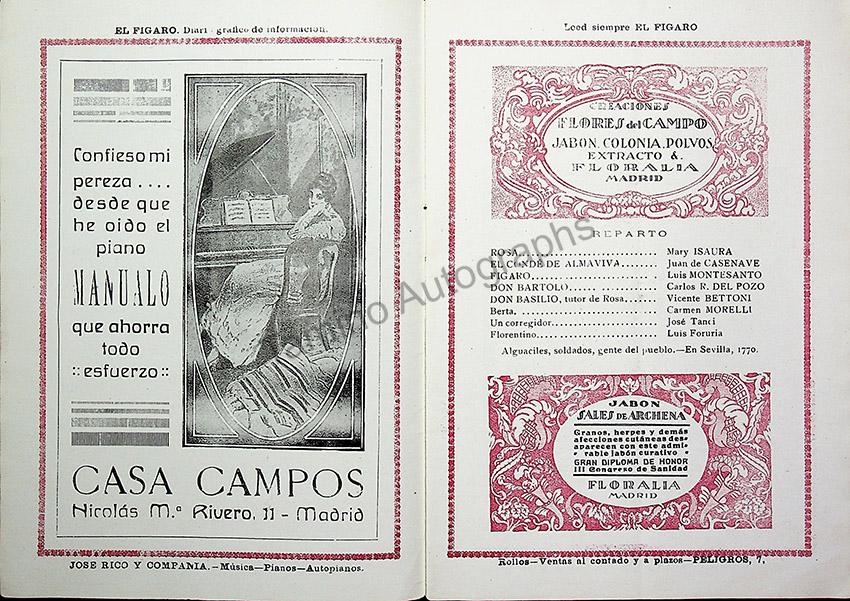 EL FIGARO. Diari grafico de información.
Confieso mi
pereza ....
desde que
he oido el
piano
MANUALO
que ahorra
todo
:: esfuerzo ::
CASA CAMPOS
Nicolás M.ª Rivero, 11 - Madrid
JOSE RICO Y COMPAÑIA.—Música—Pianos—Autopianos.
Leed siempre EL FIGARO
CREACIONES
FLORES del CAMPO
JABON, COLONIA, POLVOS,
EXTRACTO &.
FLORALIA
MADRID
REPARTO
ROSA........................ Mary ISAURA
EL CONDE DE ALMAVIVA....... Juan de CASENAVE
FIGARO...................... Luis MONTESANTO
DON BARTOLO................ Carlos R. DEL POZO
DON BASILIO, tutor de Rosa..... Vicente BETTONI
Berta........................ Carmen MORELLI
Un corregidor................ José Tanci
Florentino................... Luis Foruria
Alguaciles, soldados, gente del pueblo.—En Sevilla, 1770.
JABON
SALES DE ARCHENA
Granos, herpes y demás
afecciones cutáneas des-
aparecen con este admi-
• rable jabón curativo •
GRAN DIPLOMA DE HONOR
III Congreso de Sanidad
FLORALIA
MADRID
Rollos—Ventas al contado y a plazos—PELIGROS, 7,
Autographs